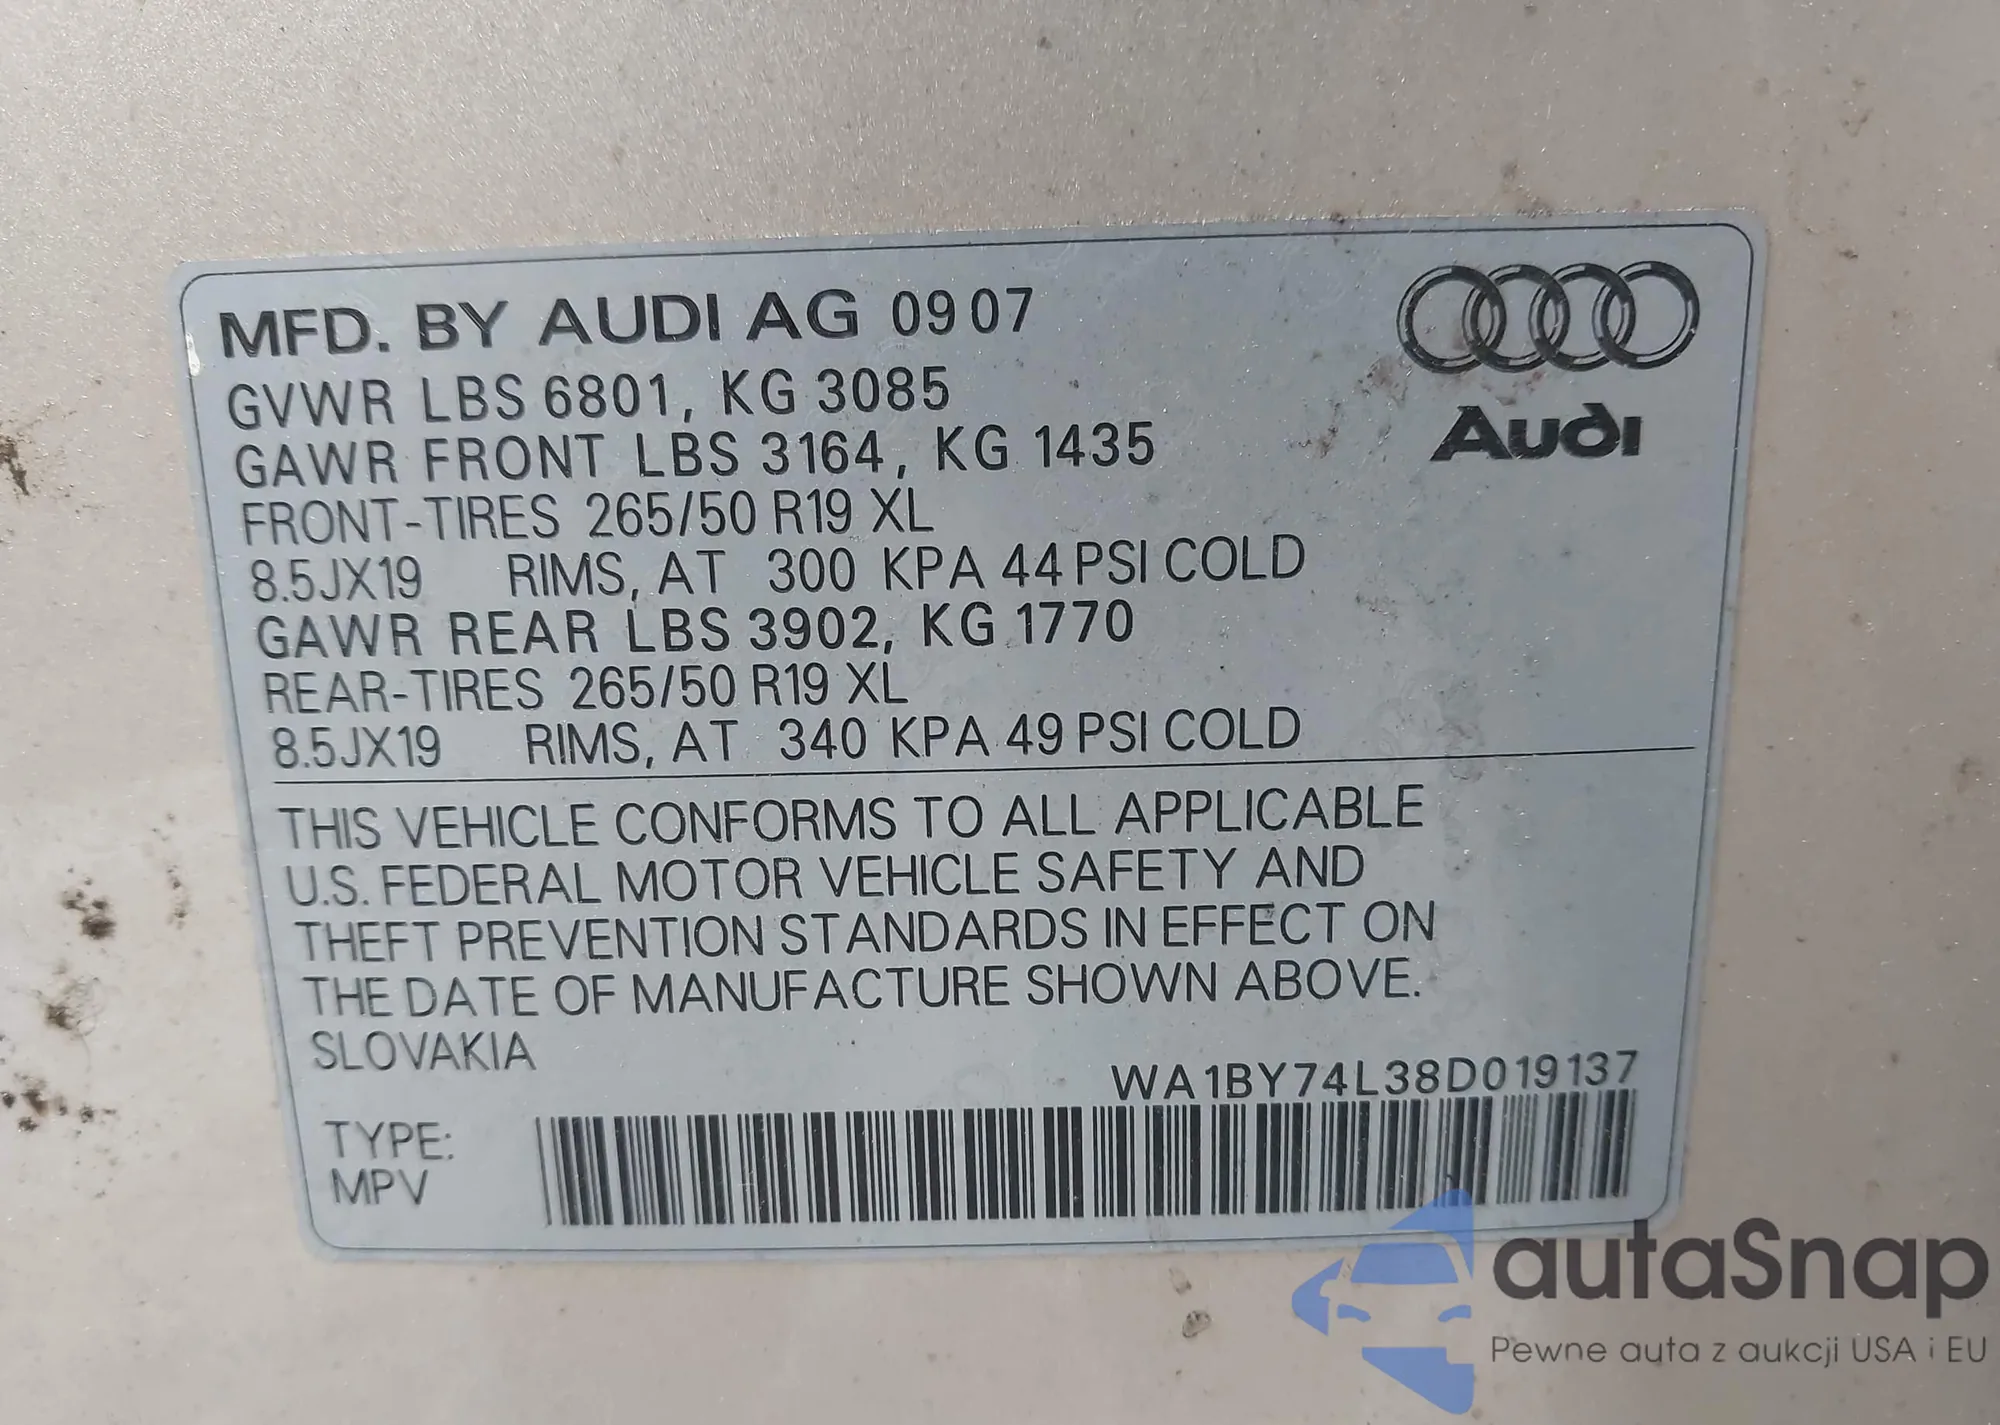 MFD. BY AUDI AG 09 07
GVWR LBS 6801, KG 3085
GAWR FRONT LBS 3164, KG 1435
FRONT-TIRES 265/50 R19 XL
8.5JX19 RIMS, AT 300 KPA 44 PSI COLD
GAWR REAR LBS 3902, KG 1770
REAR-TIRES 265/50 R19 XL
8.5JX19 RIMS, AT 340 KPA 49 PSI COLD
Audi
THIS VEHICLE CONFORMS TO ALL APPLICABLE
U.S. FEDERAL MOTOR VEHICLE SAFETY AND
THEFT PREVENTION STANDARDS IN EFFECT ON
THE DATE OF MANUFACTURE SHOWN ABOVE.
SLOVAKIA
WA1BY74L38D019137
TYPE:
MPV
autaSnap
Pewne auta z aukcji USA i EU